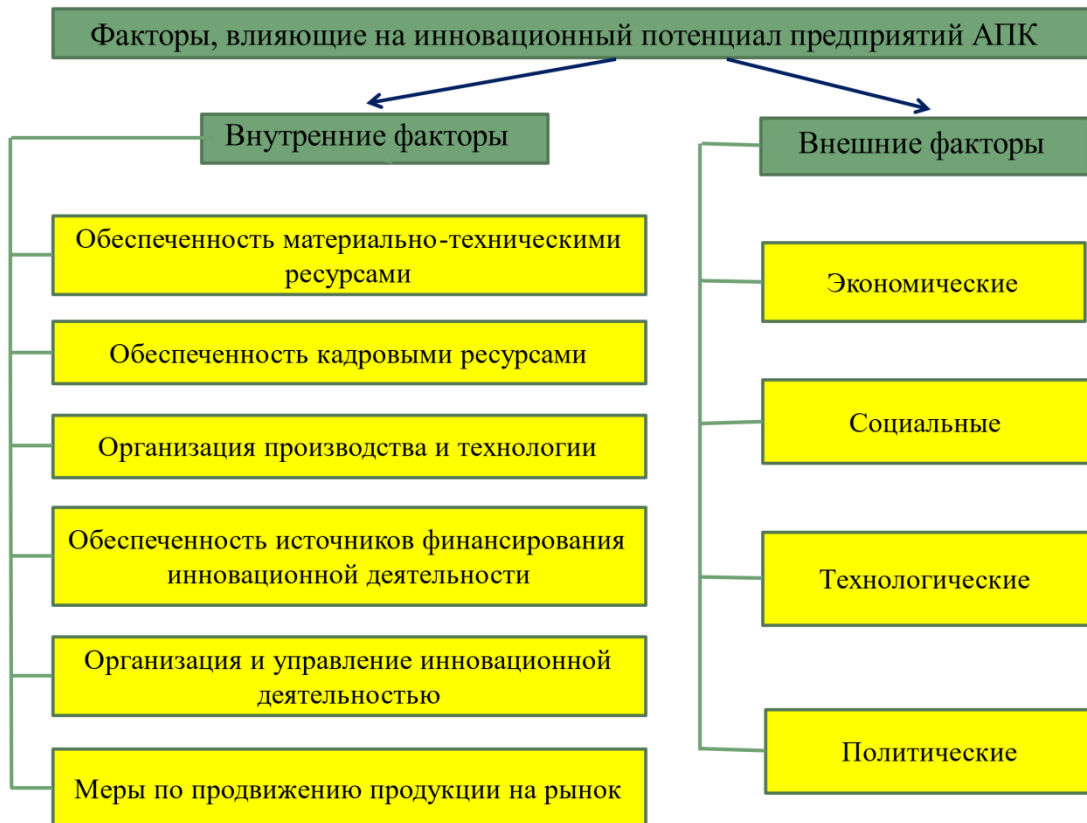 Факторы, влияющие на инновационный потенциал предприятий АПК
Внутренние факторы
Обеспеченность материально-техническими
ресурсами
Обеспеченность кадровыми ресурсами
Организация производства и технологии
Обеспеченность источников финансирования
инновационной деятельности
Организация и управление инновационной
деятельностью
Меры по продвижению продукции на рынок
Внешние факторы
Экономические
Социальные
Технологические
Политические